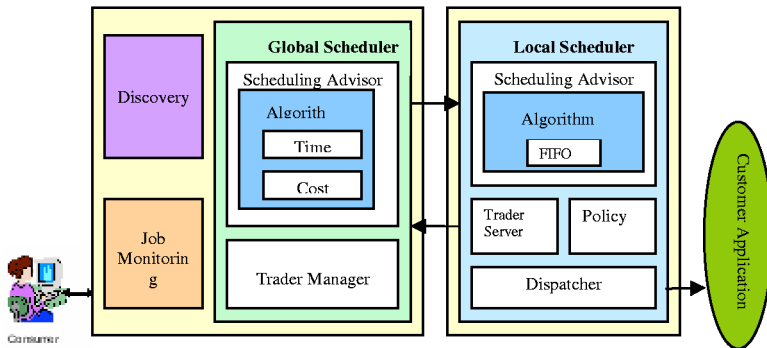 Global Scheduler
Scheduling Advisor
Algorith
Time
Cost
Trader Manager
Discovery
Job
Monitorin
g
Consumer
Local Scheduler
Scheduling Advisor
Algorithm
FIFO
Trader
Server
Policy
Dispatcher
Customer Application